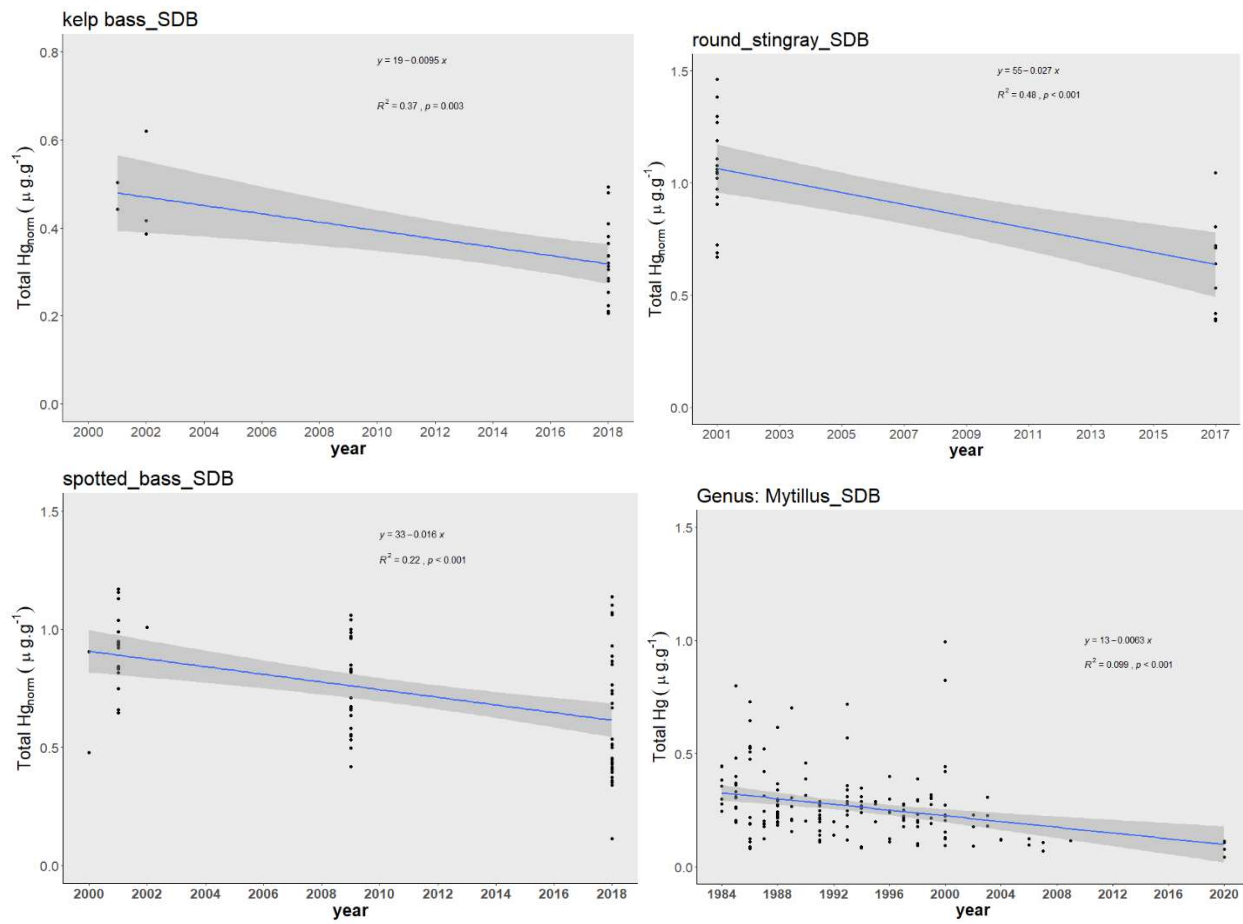 kelp bass_SDB
y = 19 – 0.0095 x
R² = 0.37 , p = 0.003
Total Hgnorm ( μ g.g⁻¹)
0.8
0.6
0.4
0.2
0.0
2000 2002 2004 2006 2008 2010 2012 2014 2016 2018
year
round_stingray_SDB
y = 55 – 0.027 x
R² = 0.48 , p < 0.001
Total Hgnorm ( μ g.g⁻¹)
1.5
1.0
0.5
0.0
2001 2003 2005 2007 2009 2011 2013 2015 2017
year
spotted_bass_SDB
y = 33 – 0.016 x
R² = 0.22 , p < 0.001
Total Hgnorm ( μ g.g⁻¹)
1.5
1.0
0.5
0.0
2000 2002 2004 2006 2008 2010 2012 2014 2016 2018
year
Genus: Mytillus_SDB
y = 13 – 0.0063 x
R² = 0.099 , p < 0.001
Total Hg ( μ g.g⁻¹)
1.5
1.0
0.5
0.0
1984 1988 1992 1996 2000 2004 2008 2012 2016 2020
year